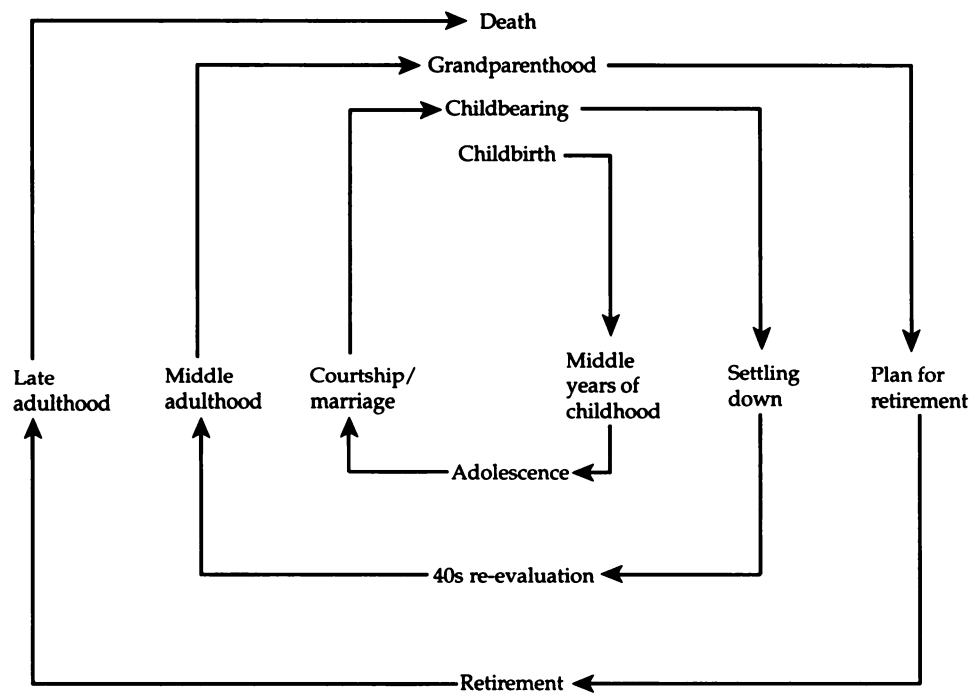 Death
Grandparenthood
Childbearing
Childbirth
Late
adulthood
Middle
adulthood
Courtship/
marriage
Middle
years of
childhood
Settling
down
Plan for
retirement
Adolescence
40s re-evaluation
Retirement